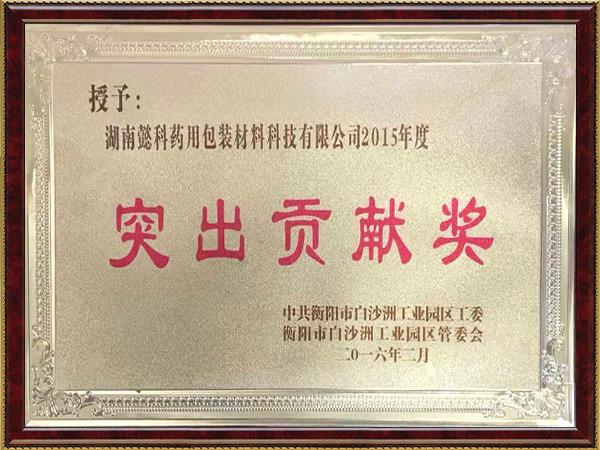 授予：
湖南懿科药用包装材料科技有限公司2015年度
突出贡献奖
中共衡阳市白沙洲工业园区工委
衡阳市白沙洲工业园区管委会
二0一六年二月